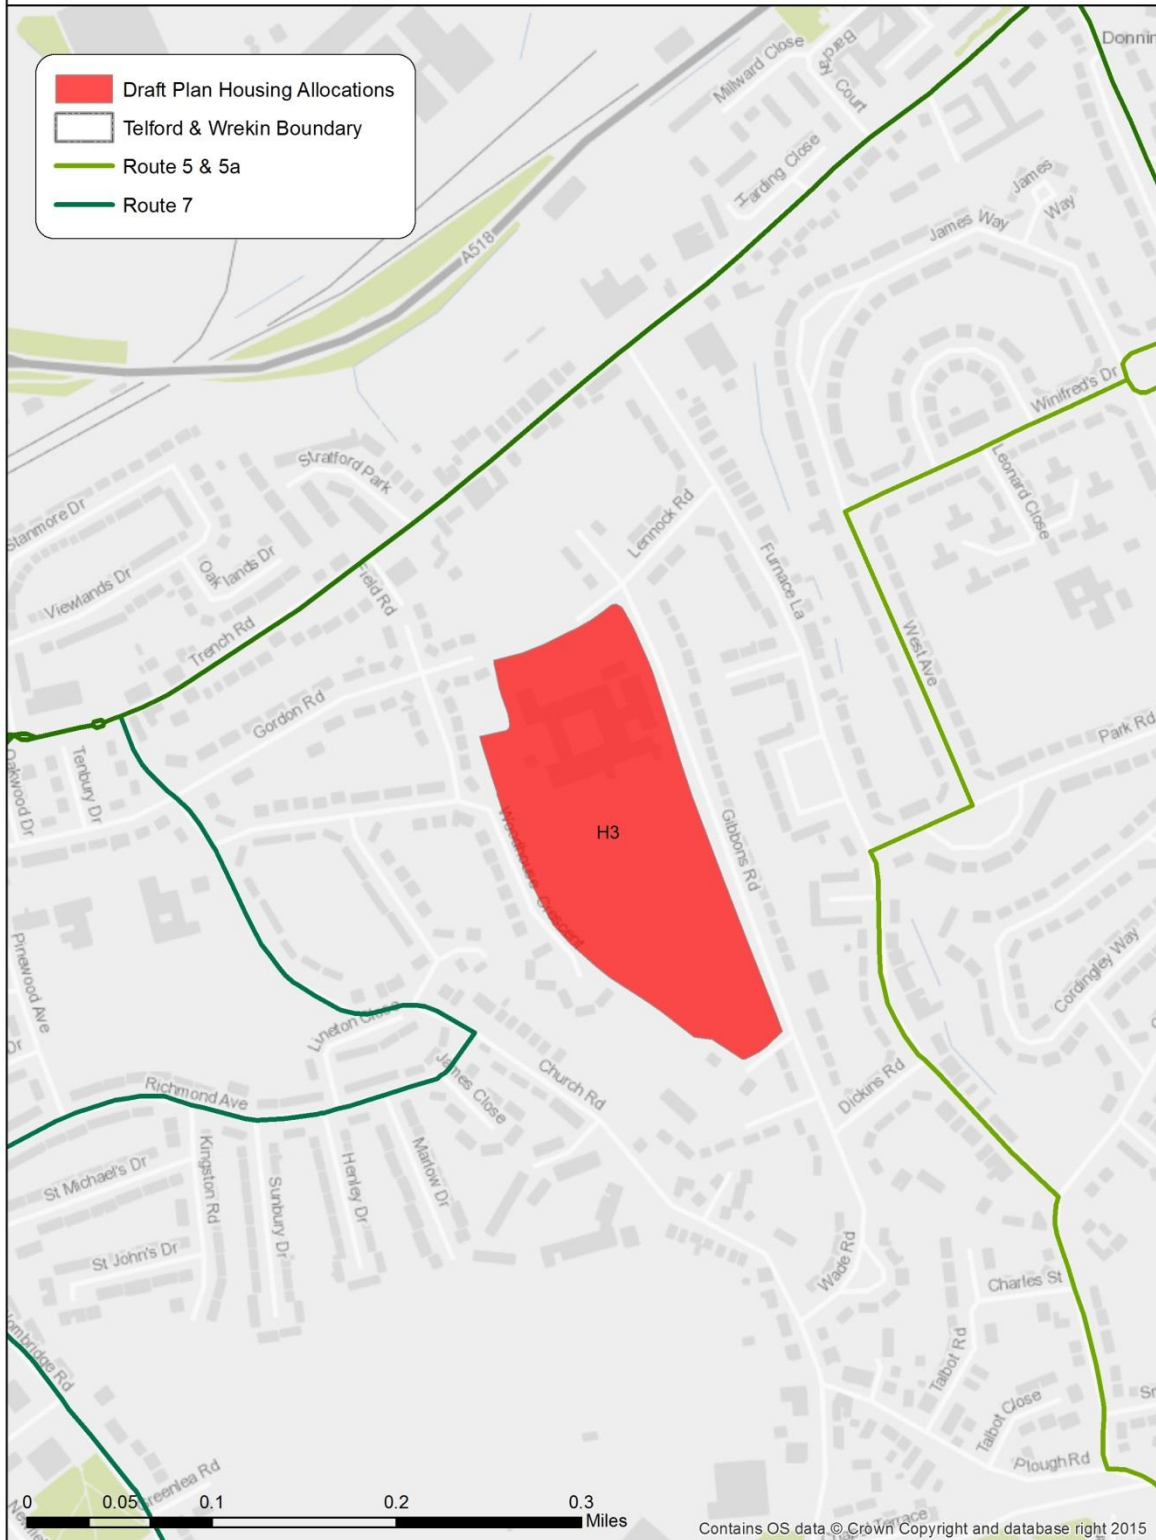 Draft Plan Housing Allocations
Telford & Wrekin Boundary
Route 5 & 5a
Route 7
Donnin
Millward Close
Barclay Court
Harding Close
A518
James Way
James Way
Winifred's Dr
Leonard Close
Stratford Park
Stanmore Dr
Oaklands Dr
Viewlands Dr
Field Rd
Lennock Rd
Furnace La
Trench Rd
West Ave
Gordon Rd
Park Rd
Oakwood Dr
Tenbury Dr
H3
Gibbons Rd
Woodhouse Crescent
Pinewood Ave
Cordingley Way
Dr
Lineton Close
James Close
Church Rd
Dickins Rd
Richmond Ave
St Michael's Dr
Kingston Rd
Sunbury Dr
Henley Dr
Marlow Dr
St John's Dr
Wade Rd
Charles St
Talbot Rd
Talbot Close
Plough Rd
Greenlea Rd
Terrace
0 0.05 0.1 0.2 0.3
Miles
Contains OS data © Crown Copyright and database right 2015